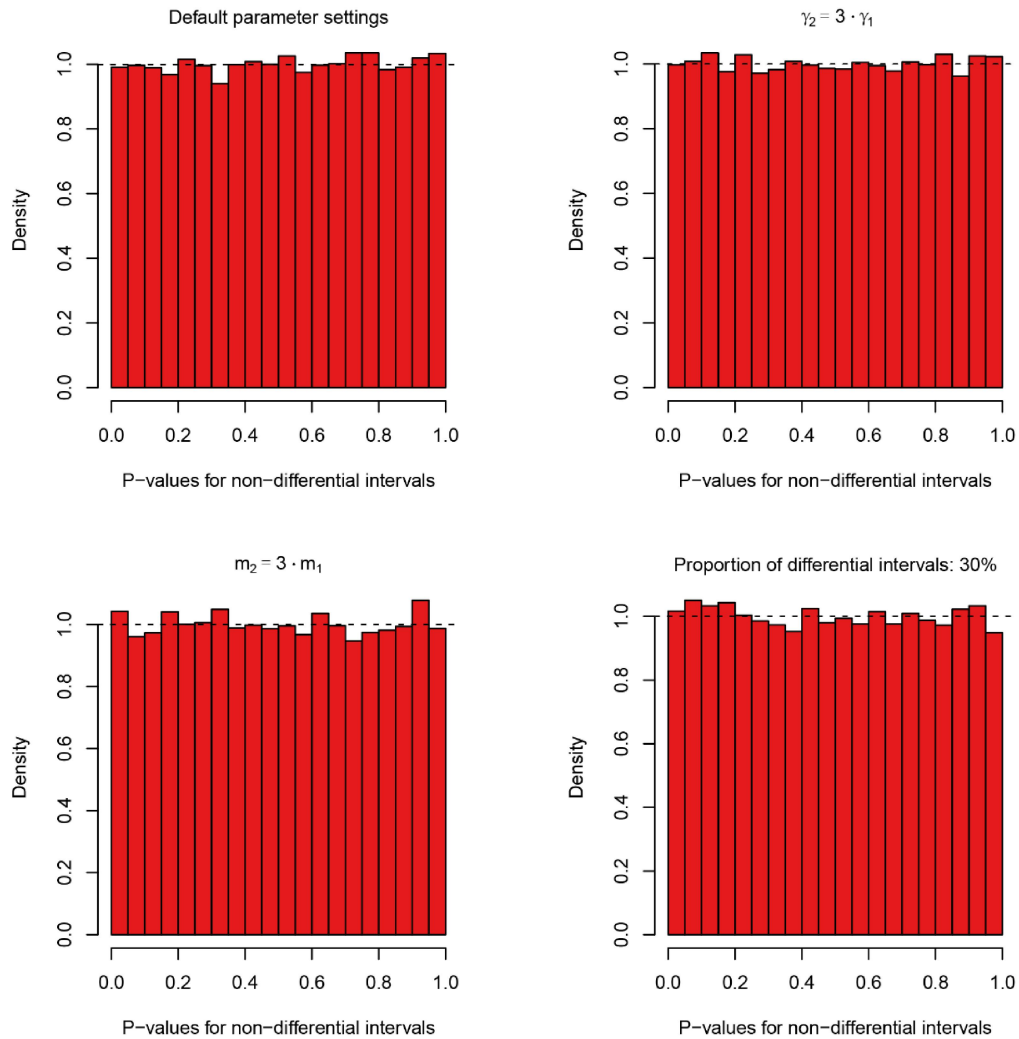 Default parameter settings
Density
0.0 0.2 0.4 0.6 0.8 1.0
0.0 0.2 0.4 0.6 0.8 1.0
P−values for non−differential intervals
γ₂ = 3 · γ₁
Density
0.0 0.2 0.4 0.6 0.8 1.0
0.0 0.2 0.4 0.6 0.8 1.0
P−values for non−differential intervals
m₂ = 3 · m₁
Density
0.0 0.2 0.4 0.6 0.8 1.0
0.0 0.2 0.4 0.6 0.8 1.0
P−values for non−differential intervals
Proportion of differential intervals: 30%
Density
0.0 0.2 0.4 0.6 0.8 1.0
0.0 0.2 0.4 0.6 0.8 1.0
P−values for non−differential intervals